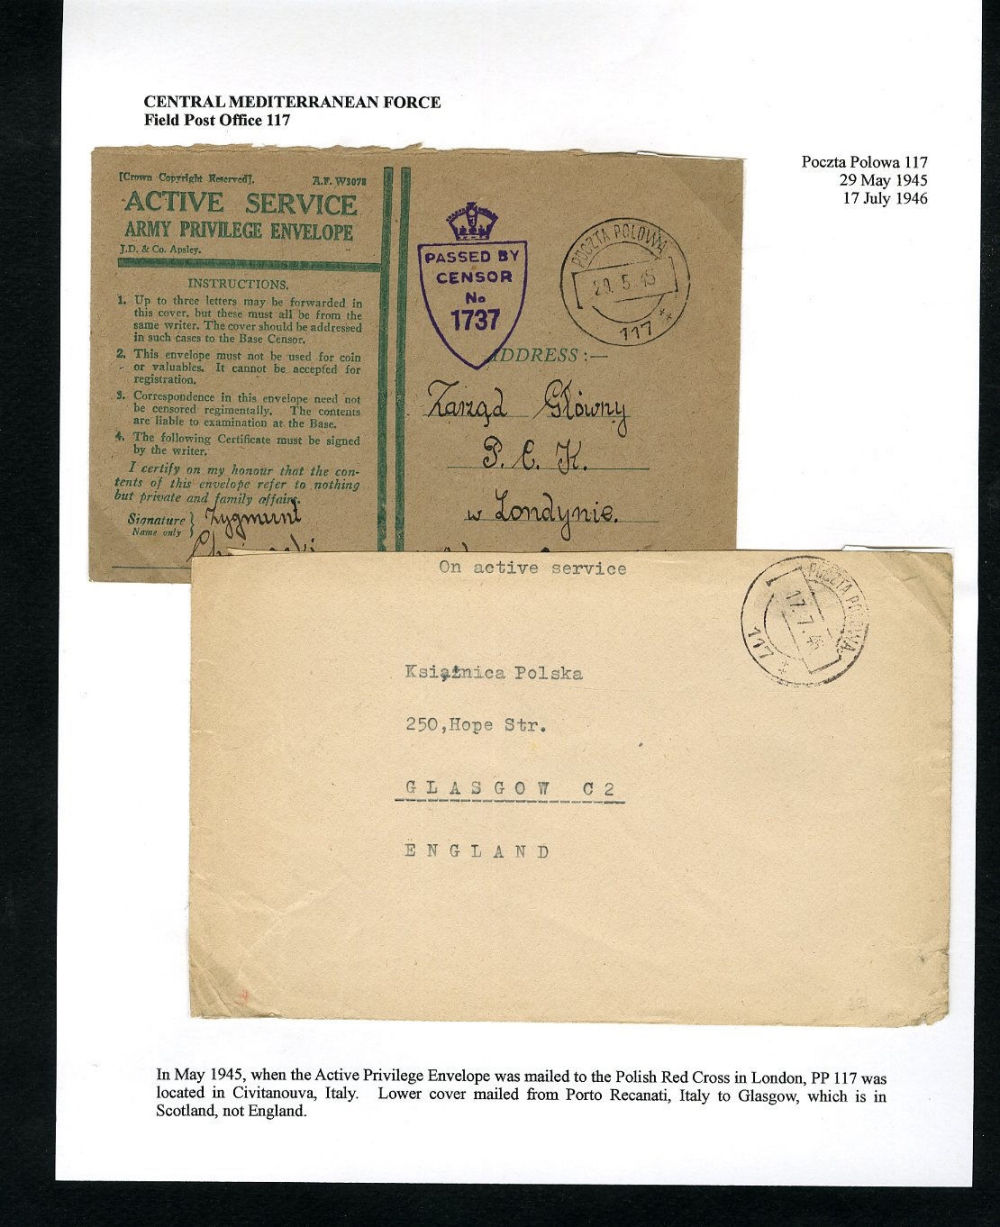 CENTRAL MEDITERRANEAN FORCE
Field Post Office 117
Poczta Polowa 117
29 May 1945
17 July 1946
[Crown Copyright Reserved].
A.F. W3078
ACTIVE SERVICE
ARMY PRIVILEGE ENVELOPE
J.D. & Co. Apsley.
INSTRUCTIONS.
1. Up to three letters may be forwarded in
this cover, but these must all be from the
same writer. The cover should be addressed
in such cases to the Base Censor.
2. This envelope must not be used for coin
or valuables. It cannot be accepted for
registration.
3. Correspondence in this envelope need not
be censored regimentally. The contents
are liable to examination at the Base.
4. The following Certificate must be signed
by the writer.
I certify on my honour that the con-
tents of this envelope refer to nothing
but private and family affairs.
Signature }
Name only
Zygmunt
PASSED BY
CENSOR
No
1737
POCZTA POLOWA
29. 5. 45
117
ADDRESS :—
Zarząd Główny
P. C. K.
w Londynie.
On active service
POCZTA POLOWA
17. 7. 46
117
Książnica Polska
250,Hope Str.
GLASGOW C2
ENGLAND
In May 1945, when the Active Privilege Envelope was mailed to the Polish Red Cross in London, PP 117 was
located in Civitanouva, Italy. Lower cover mailed from Porto Recanati, Italy to Glasgow, which is in
Scotland, not England.